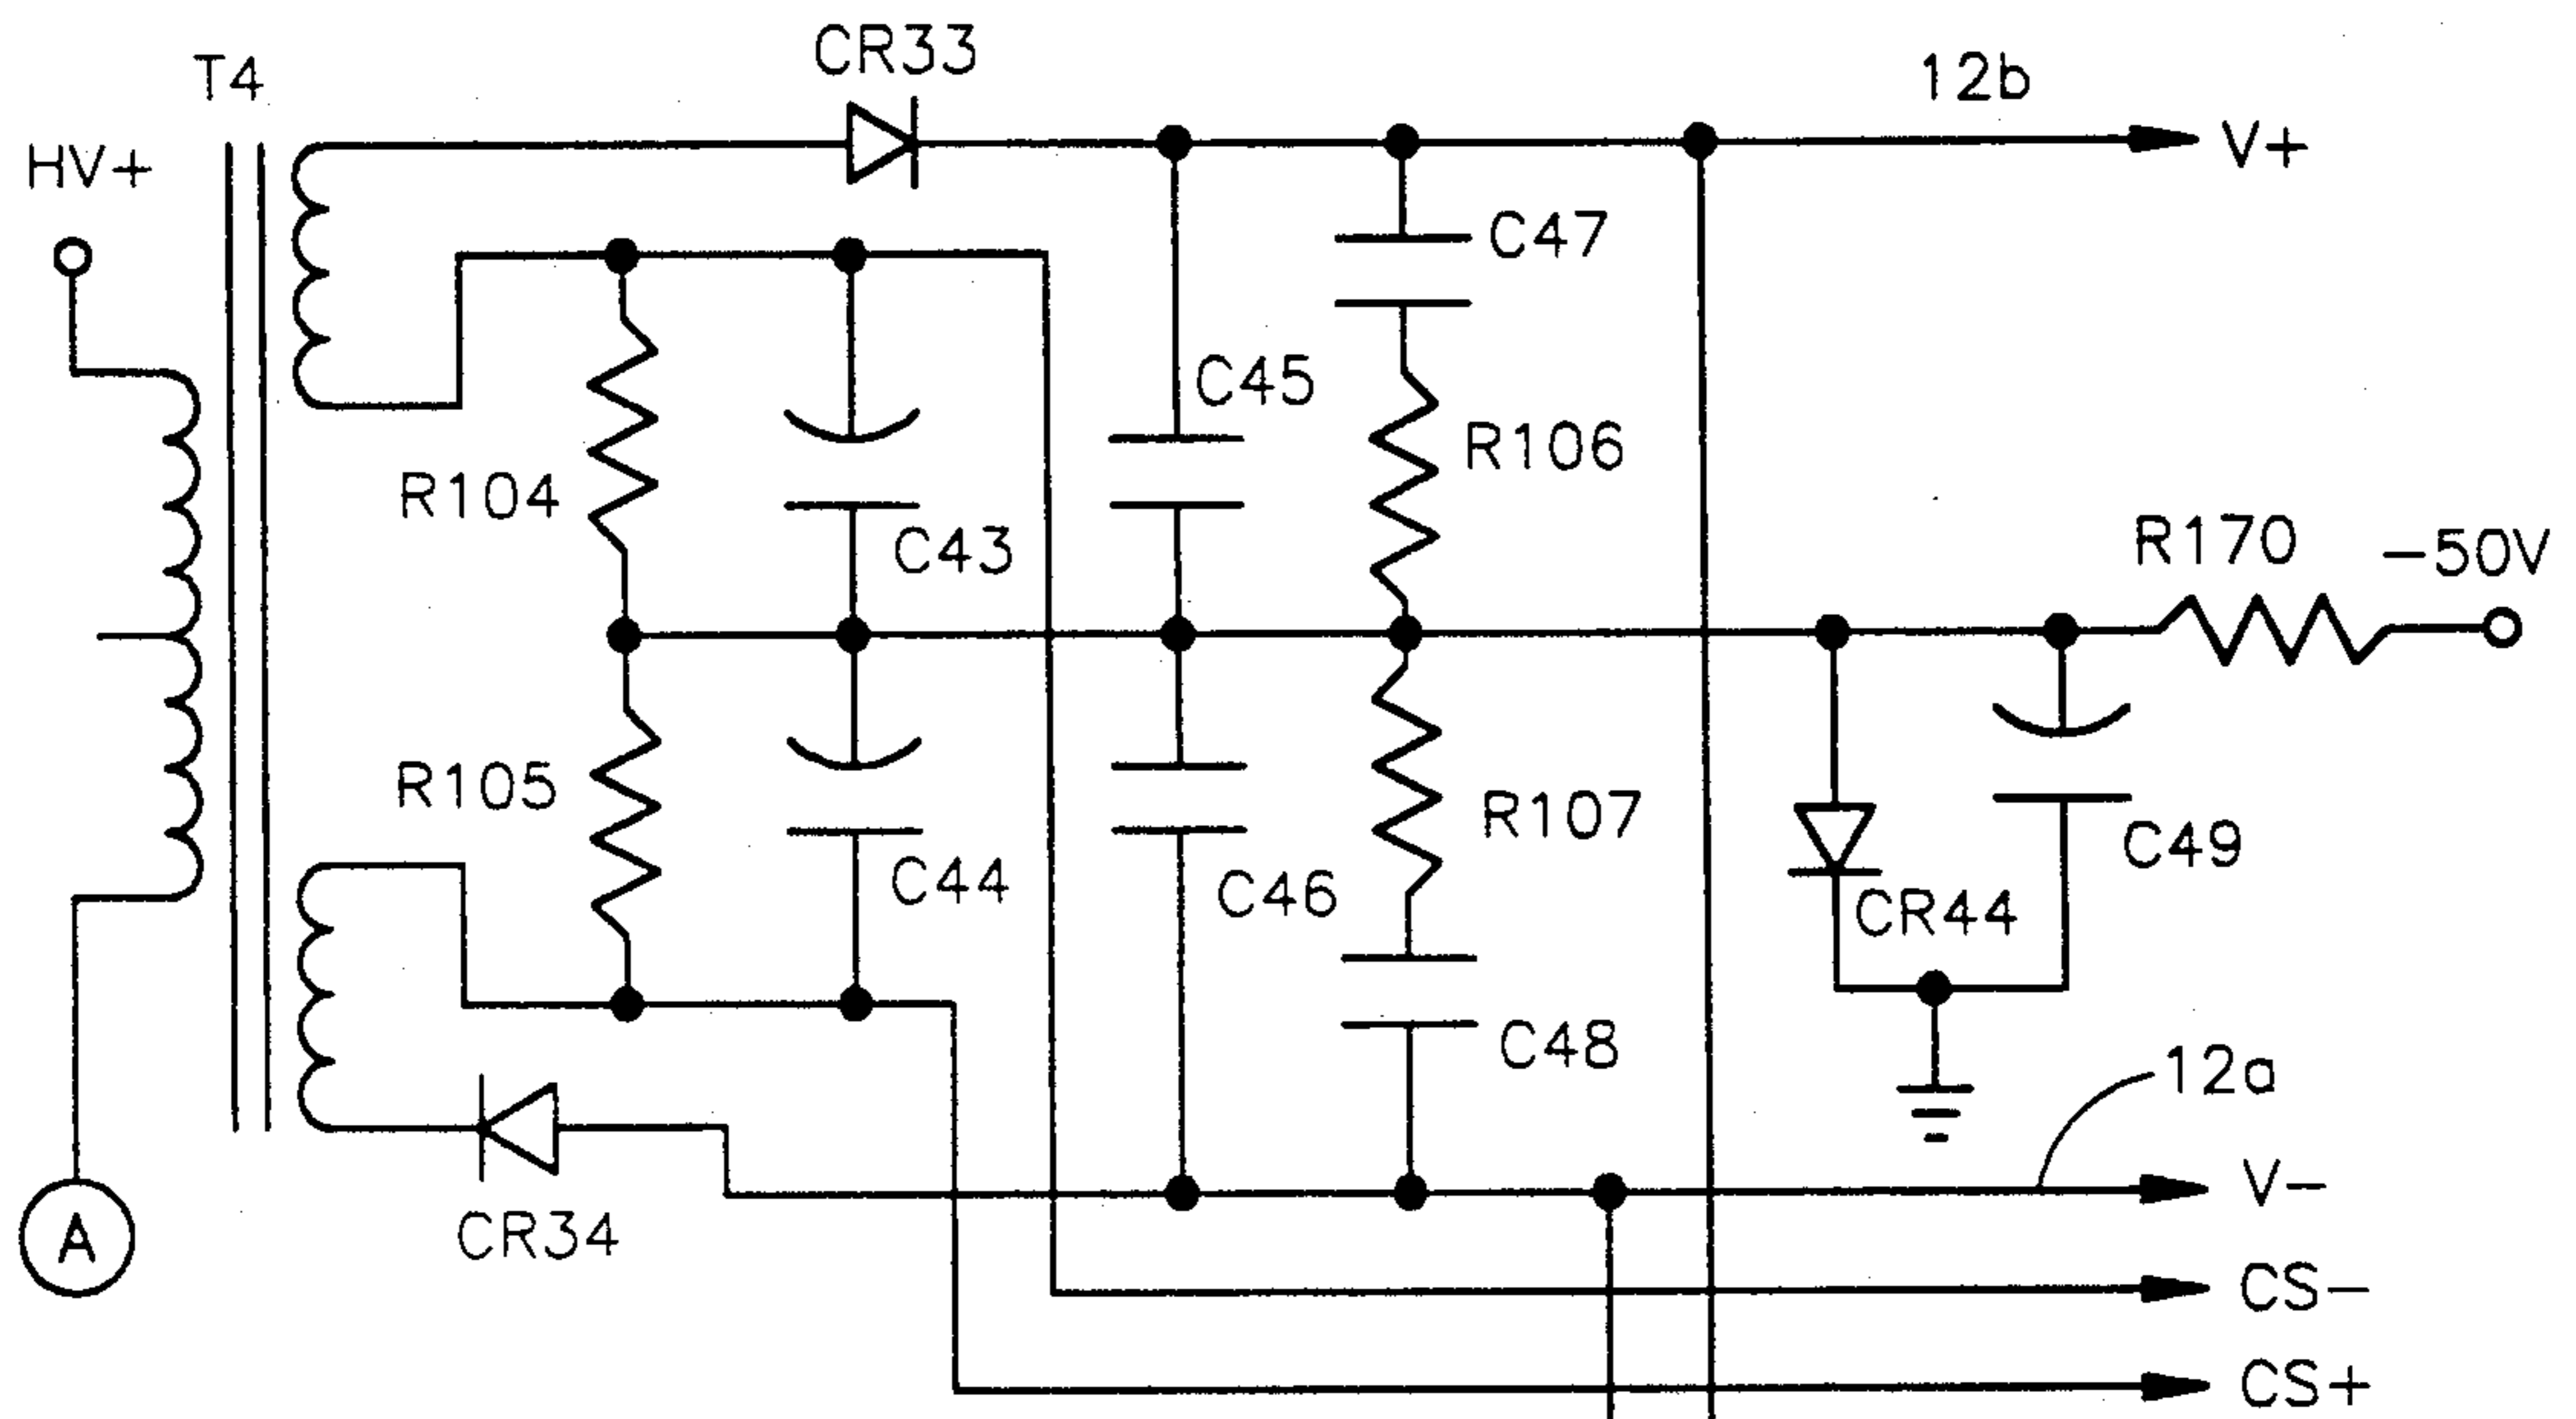 CR33
T4
12b
HV+
V+
C47
C45
R106
R104
C43
R170
-50V
R105
R107
C49
C44
C46
CR44
C48
12a
V-
CR34
A
CS-
CS+